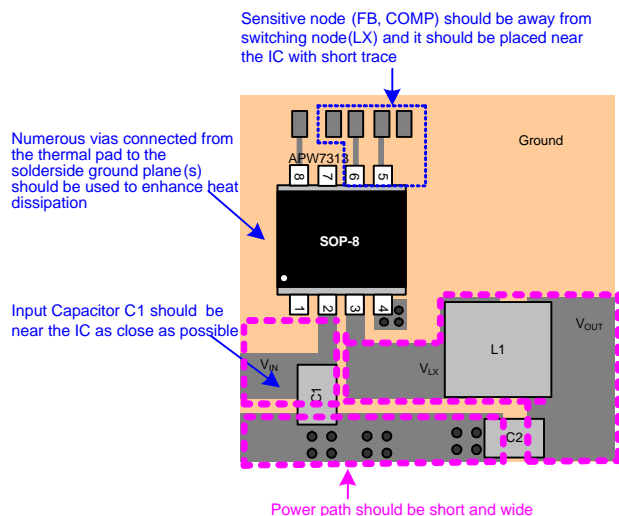 Sensitive node (FB, COMP) should be away from
switching node(LX) and it should be placed near
the IC with short trace
Numerous vias connected from
the thermal pad to the
solderside ground plane(s)
should be used to enhance heat
dissipation
Ground
APW7313
8 7 6 5
SOP-8
1 2 3 4
Input Capacitor C1 should be
near the IC as close as possible
VIN
C1
VLX
L1
VOUT
C2
Power path should be short and wide